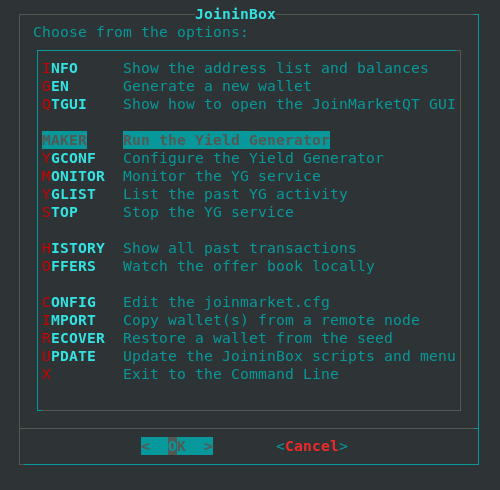 JoininBox
Choose from the options:
INFO Show the address list and balances
GEN Generate a new wallet
QTGUI Show how to open the JoinMarketQT GUI
MAKER Run the Yield Generator
YGCONF Configure the Yield Generator
MONITOR Monitor the YG service
YGLIST List the past YG activity
STOP Stop the YG service
HISTORY Show all past transactions
OFFERS Watch the offer book locally
CONFIG Edit the joinmarket.cfg
IMPORT Copy wallet(s) from a remote node
RECOVER Restore a wallet from the seed
UPDATE Update the JoininBox scripts and menu
X Exit to the Command Line
< OK > <Cancel>